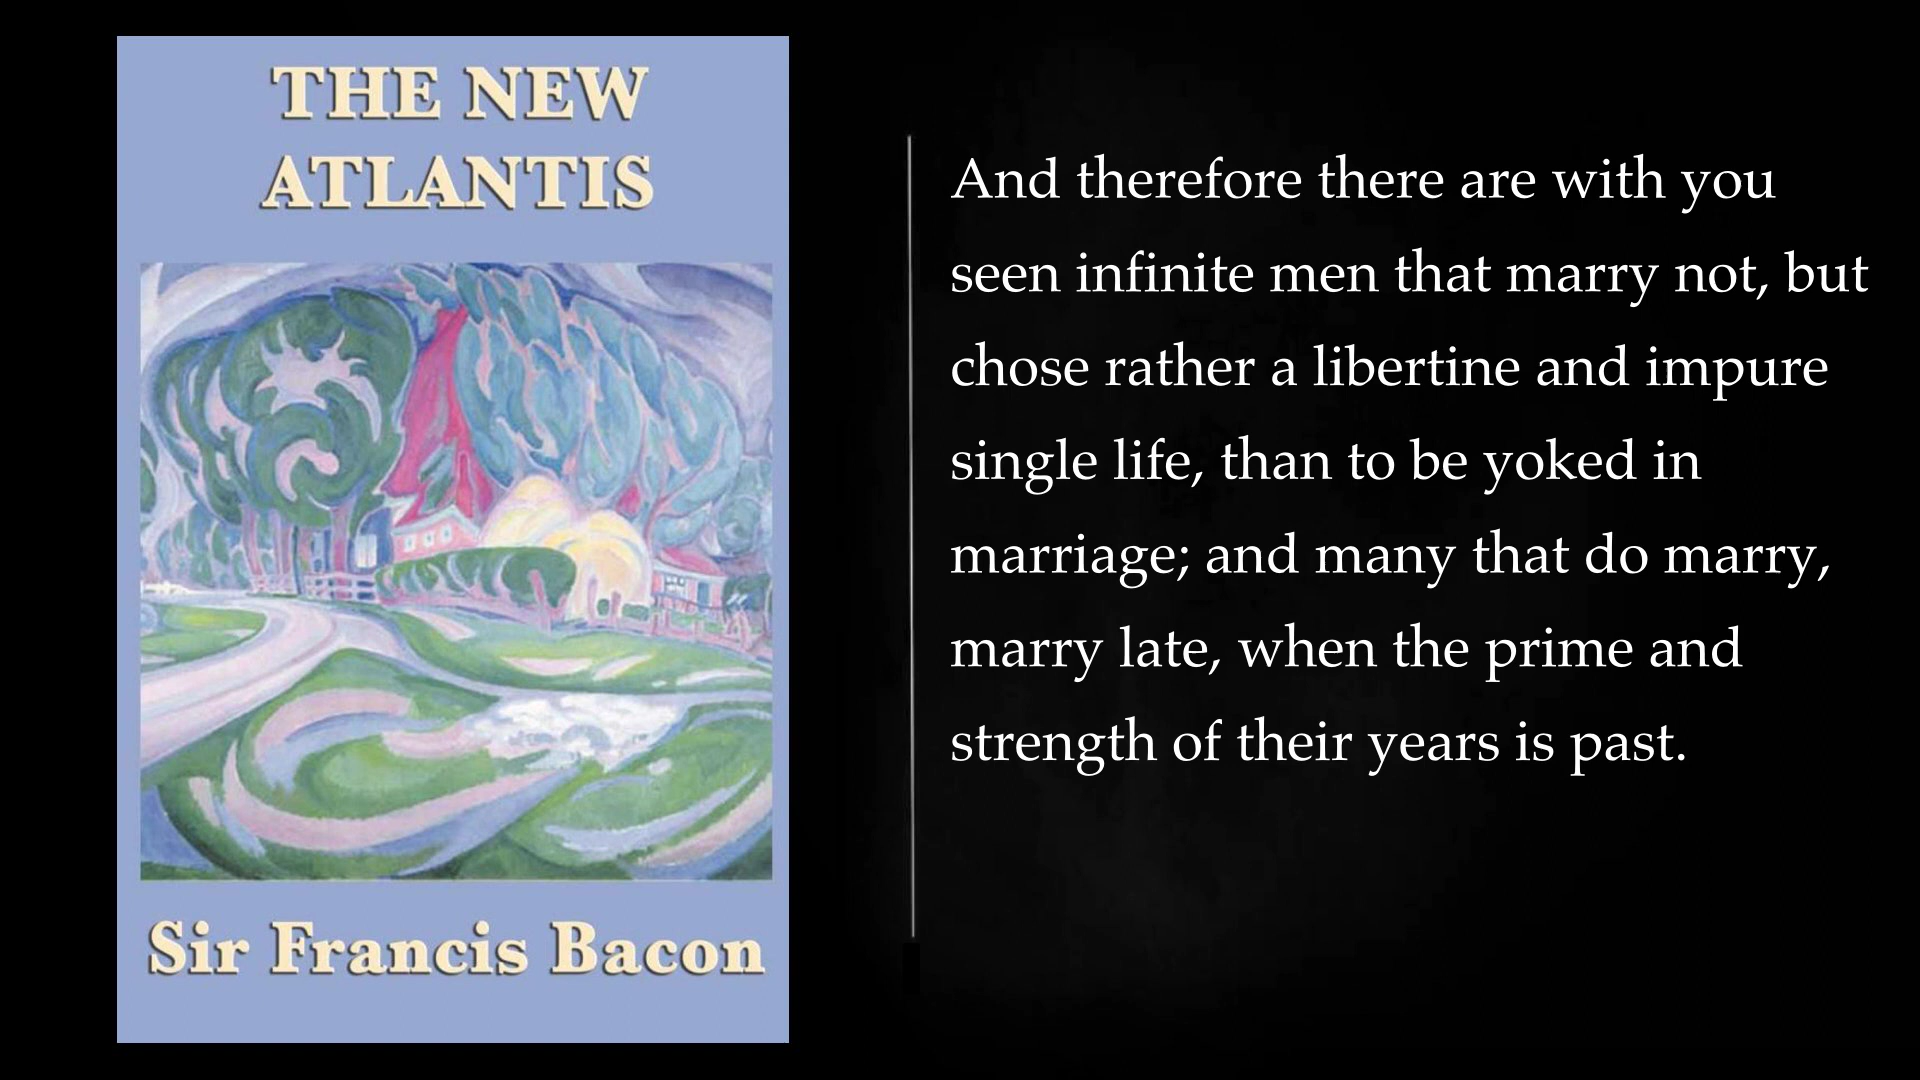 THE NEW
ATLANTIS
Sir Francis Bacon
And therefore there are with you
seen infinite men that marry not, but
chose rather a libertine and impure
single life, than to be yoked in
marriage; and many that do marry,
marry late, when the prime and
strength of their years is past.